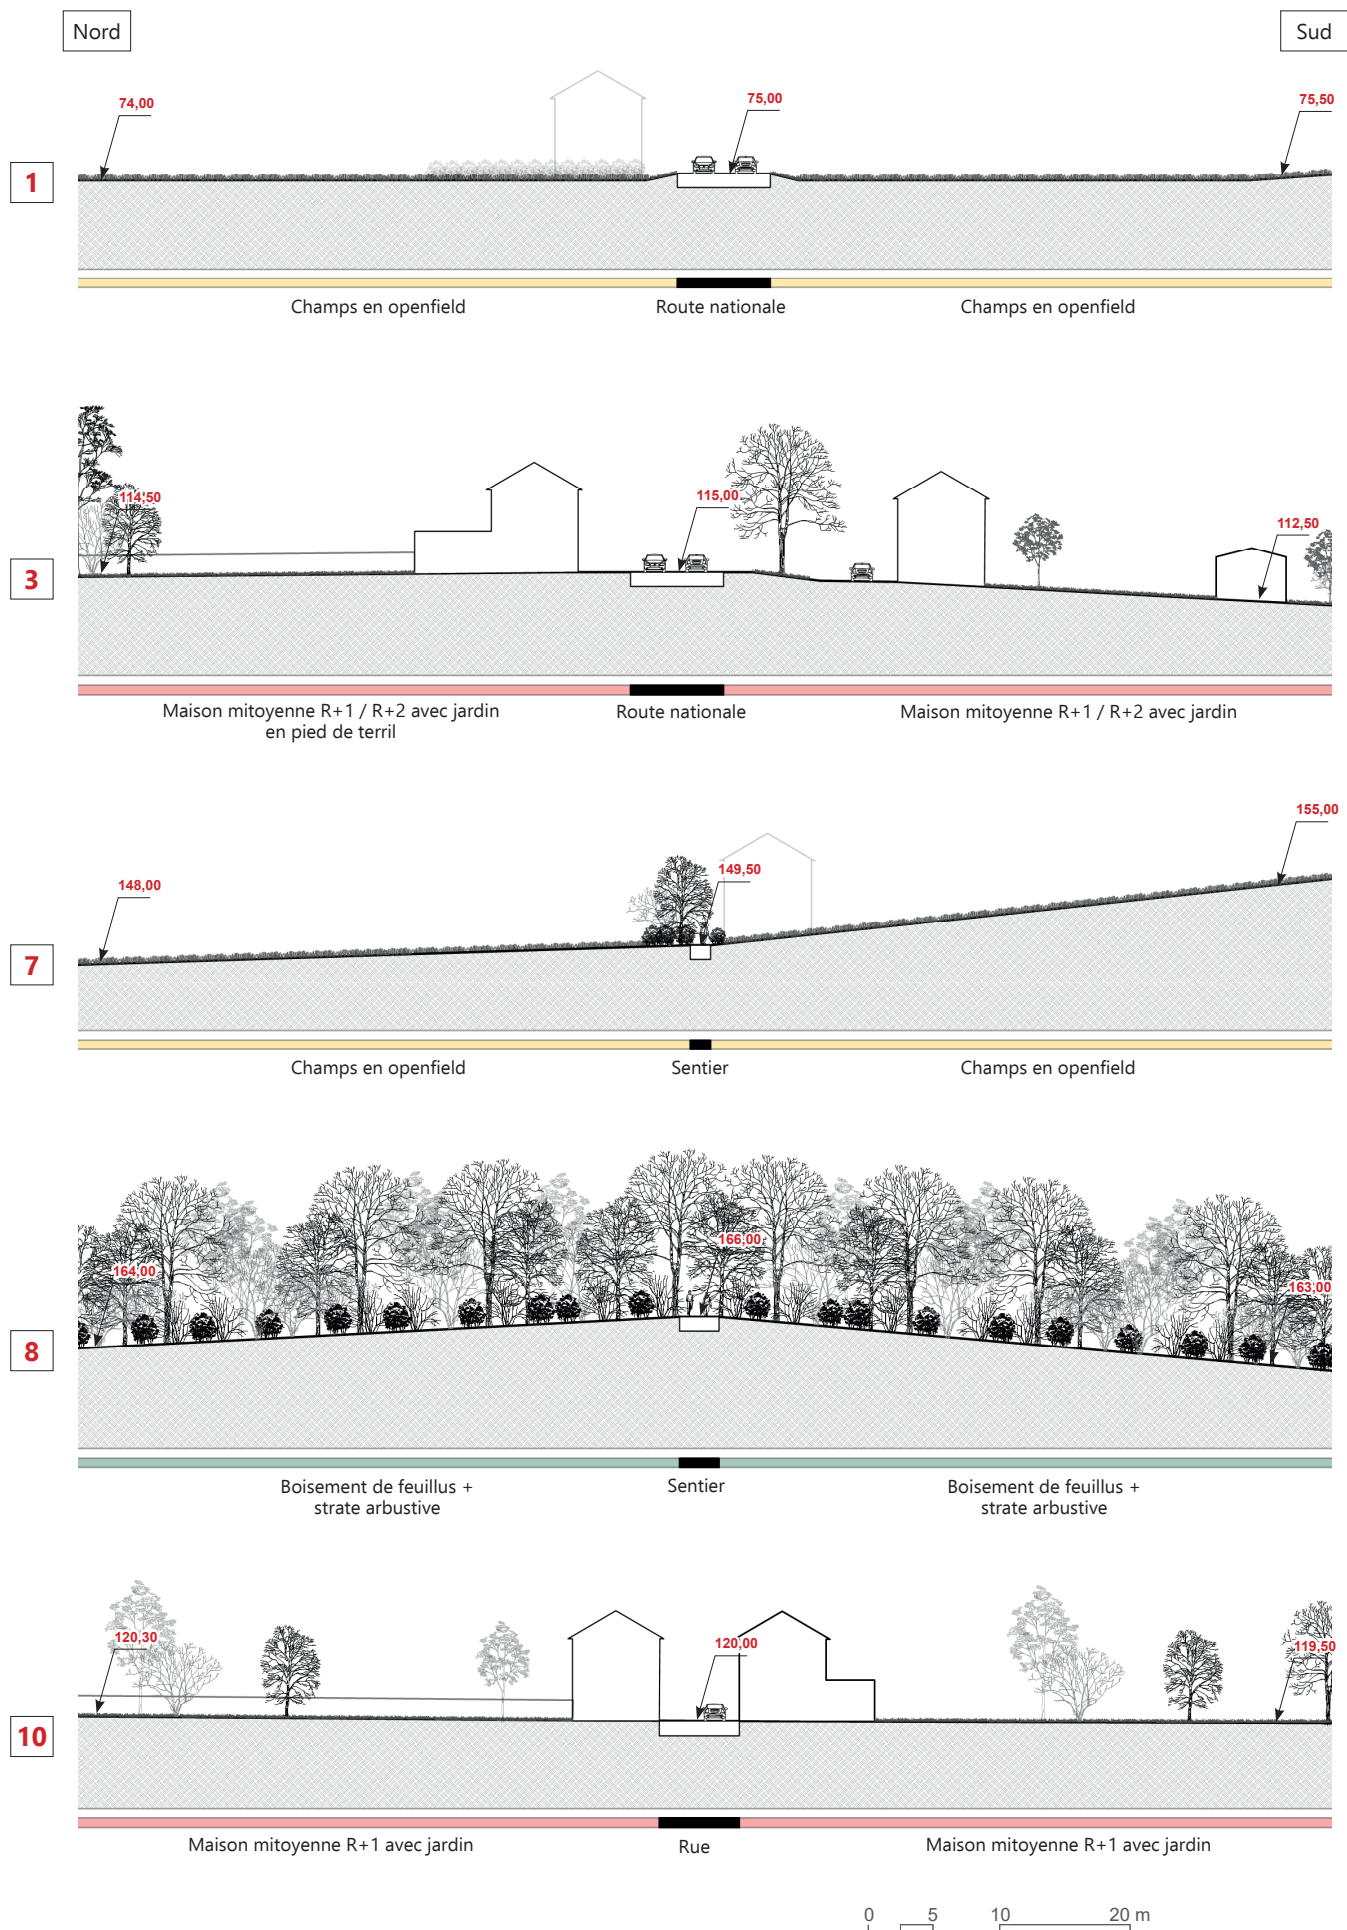 Nord
Sud
1
74,00
75,00
75,50
Champs en openfield
Route nationale
Champs en openfield
3
114,50
115,00
112,50
Maison mitoyenne R+1 / R+2 avec jardin
en pied de terril
Route nationale
Maison mitoyenne R+1 / R+2 avec jardin
7
148,00
149,50
155,00
Champs en openfield
Sentier
Champs en openfield
8
164,00
166,00
163,00
Boisement de feuillus +
strate arbustive
Sentier
Boisement de feuillus +
strate arbustive
10
120,30
120,00
119,50
Maison mitoyenne R+1 avec jardin
Rue
Maison mitoyenne R+1 avec jardin
0 5 10 20 m